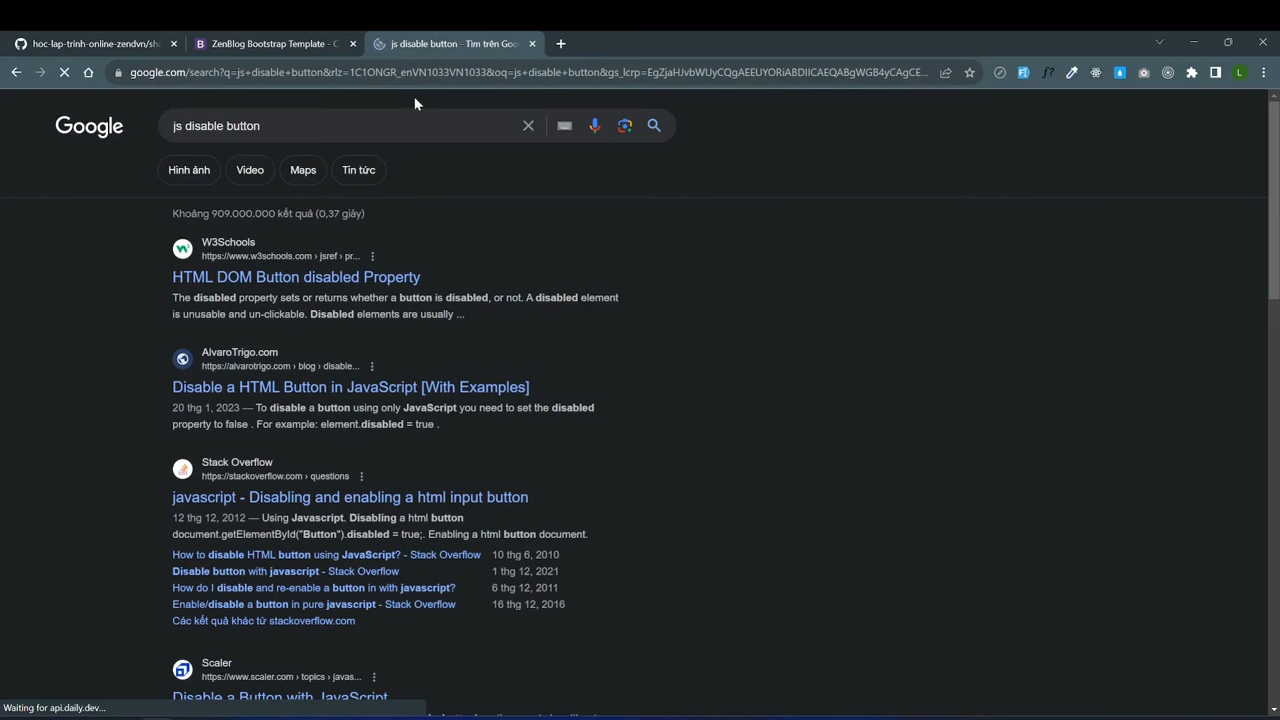 hoc-lap-trinh-online-zendvn/sha
ZenBlog Bootstrap Template - C
js disable button - Tìm trên Goo
google.com/search?q=js+disable+button&rlz=1C1ONGR_enVN1033VN1033&oq=js+disable+button&gs_lcrp=EgZjaHJvbWUyCQgAEEUYORiABDIICAEQABgWGB4yCAgCE...
L
Google
js disable button
Hình ảnh
Video
Maps
Tin tức
Khoảng 909.000.000 kết quả (0,37 giây)
W3Schools
https://www.w3schools.com › jsref › pr...
HTML DOM Button disabled Property
The disabled property sets or returns whether a button is disabled, or not. A disabled element
is unusable and un-clickable. Disabled elements are usually ...
AlvaroTrigo.com
https://alvarotrigo.com › blog › disable...
Disable a HTML Button in JavaScript [With Examples]
20 thg 1, 2023 — To disable a button using only JavaScript you need to set the disabled
property to false . For example: element.disabled = true .
Stack Overflow
https://stackoverflow.com › questions
javascript - Disabling and enabling a html input button
12 thg 12, 2012 — Using Javascript. Disabling a html button
document.getElementById("Button").disabled = true;. Enabling a html button document.
How to disable HTML button using JavaScript? - Stack Overflow 10 thg 6, 2010
Disable button with javascript - Stack Overflow 1 thg 12, 2021
How do I disable and re-enable a button in with javascript? 6 thg 12, 2011
Enable/disable a button in pure javascript - Stack Overflow 16 thg 12, 2016
Các kết quả khác từ stackoverflow.com
Scaler
https://www.scaler.com › topics › javas...
Disable a Button with JavaScript
Waiting for api.daily.dev...